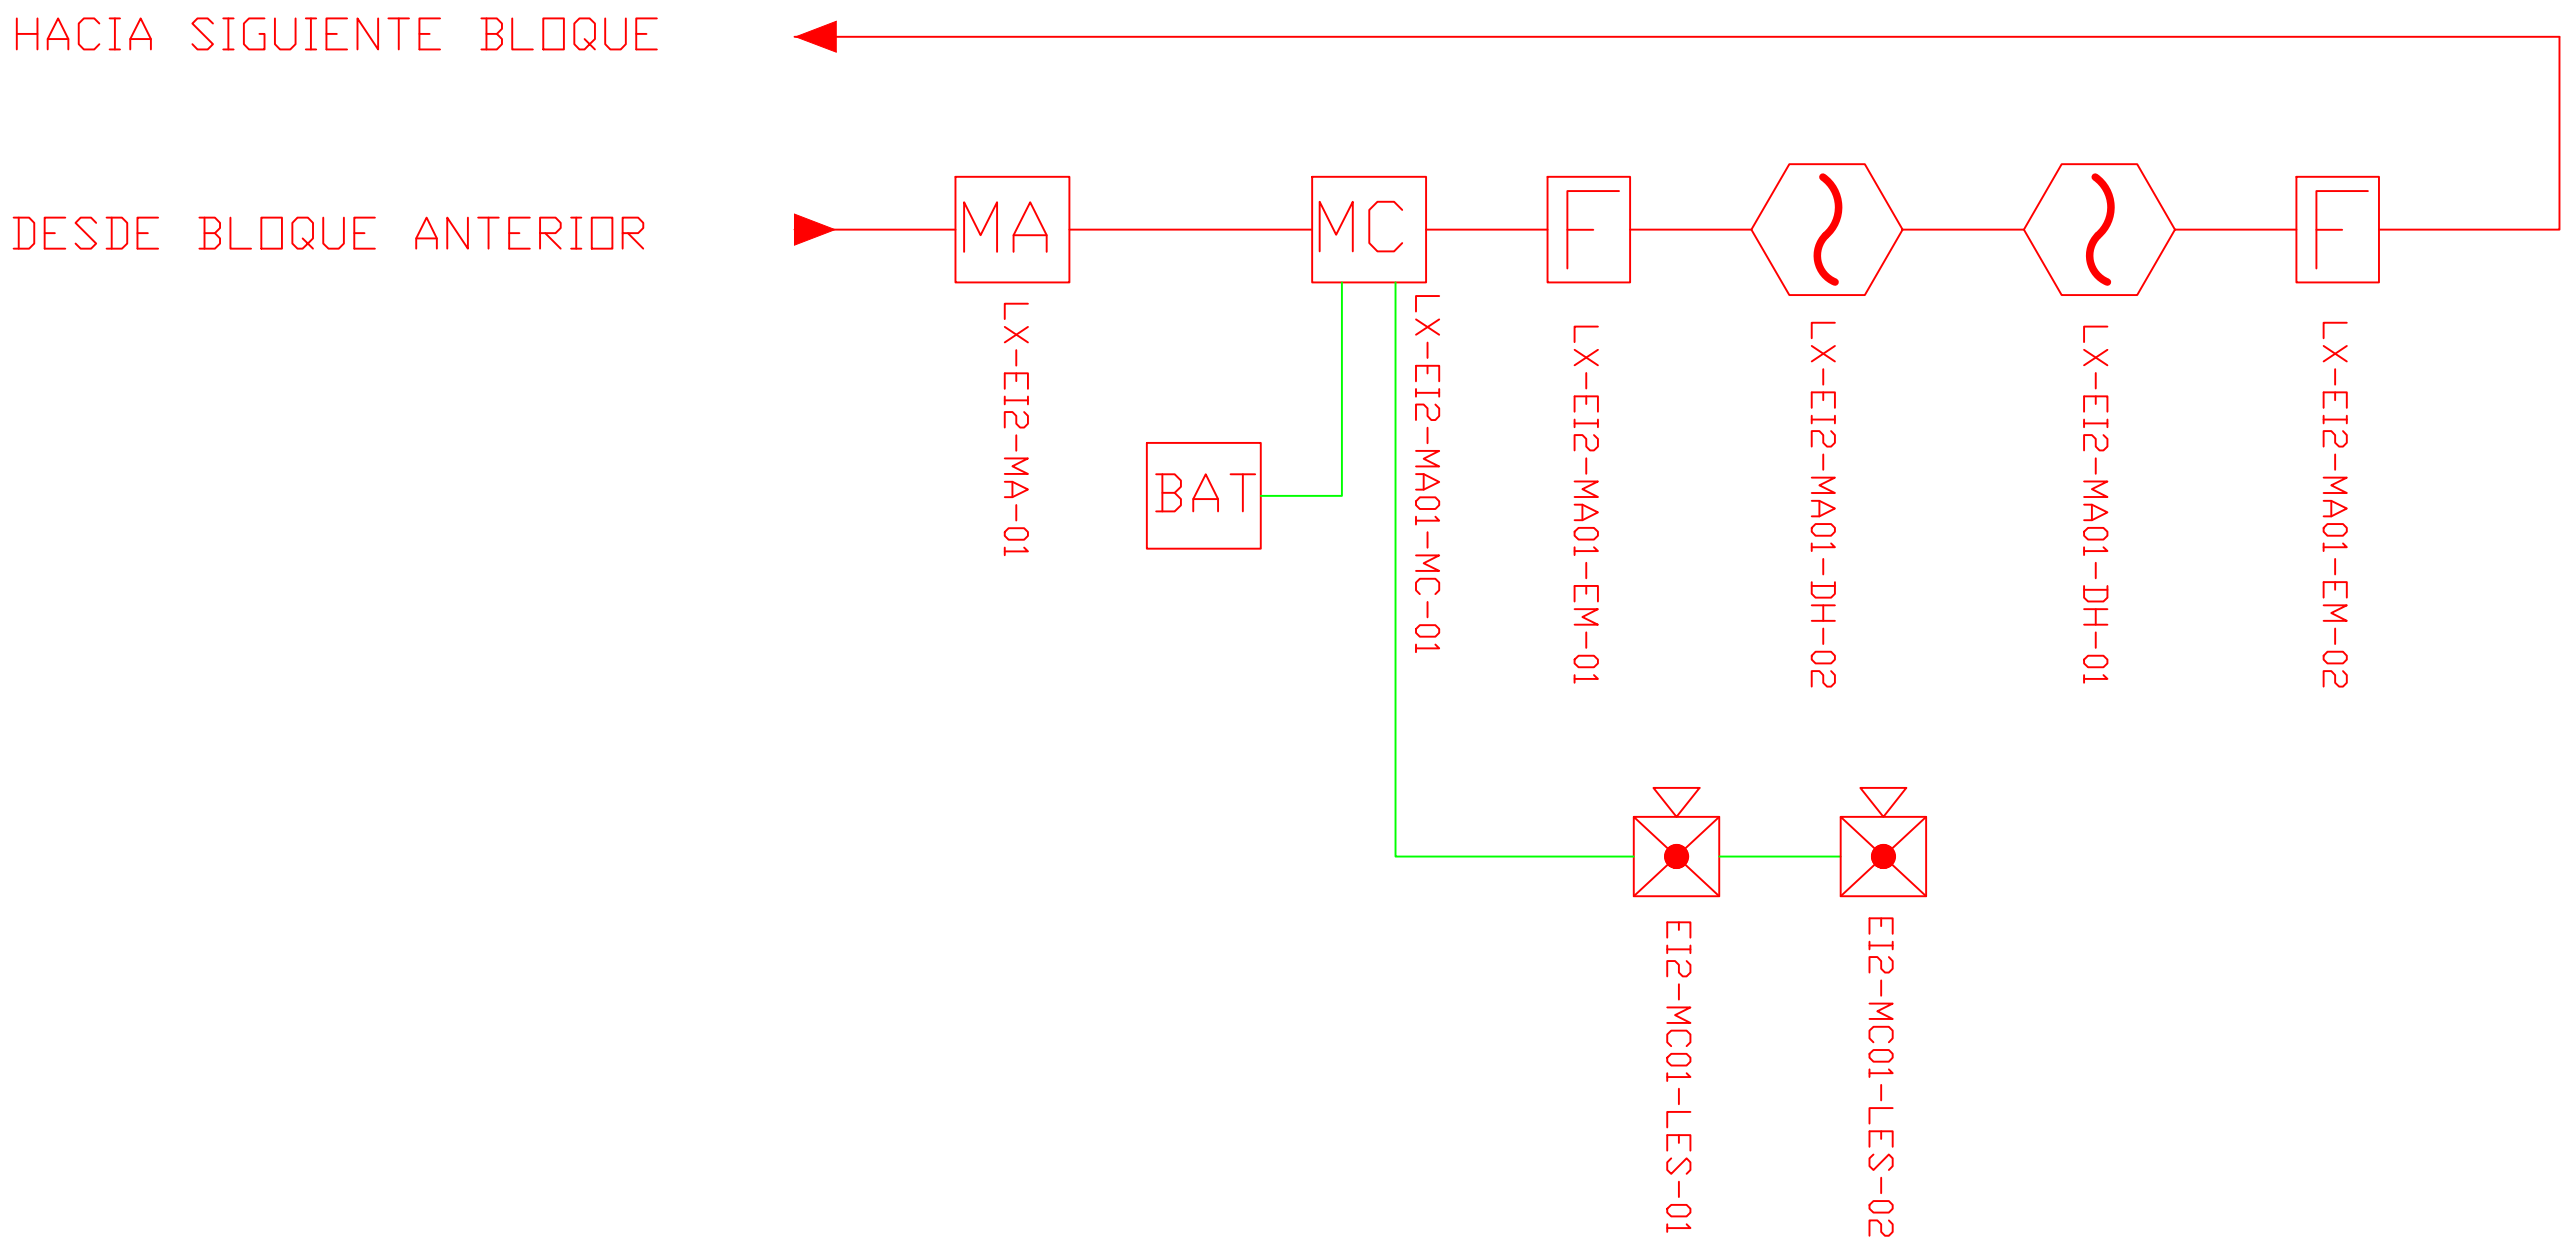 HACIA SIGUIENTE BLOQUE
DESDE BLOQUE ANTERIOR
MA
MC
F
F
LX-EI2-MA-01
LX-EI2-MA01-MC-01
LX-EI2-MA01-EM-01
LX-EI2-MA01-DH-02
LX-EI2-MA01-DH-01
LX-EI2-MA01-EM-02
BAT
EI2-MC01-LES-01
EI2-MC01-LES-02